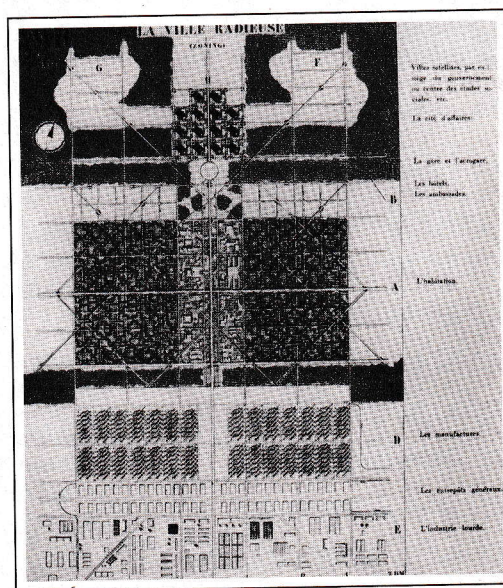 LA VILLE RADIEUSE
(ZONING)
G
F
H
Villes satellites, par ex:
siège du gouvernement
ou centre des études so-
ciales, etc.
La cité d'affaires.
La gare et l'aérogare.
Les hôtels.
Les ambassades.
B
A
L'habitation.
D
Les manufactures.
Les entrepôts généraux.
E
L'industrie lourde.